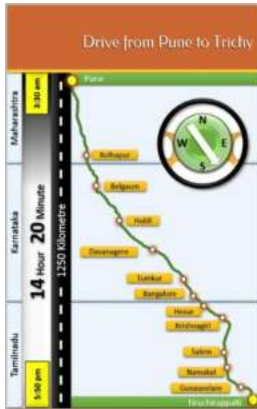 Drive from Pune to Trichy
Maharashtra
Karnataka
Tamilnadu
3:30 am
14 Hour 20 Minute
5:50 pm
1250 Kilometre
Pune
N
W
E
S
Kolhapur
Belgaum
Hubli
Davanagere
Tumkur
Bangalore
Hosur
Krishnagiri
Salem
Namakal
Tiruchirappalli